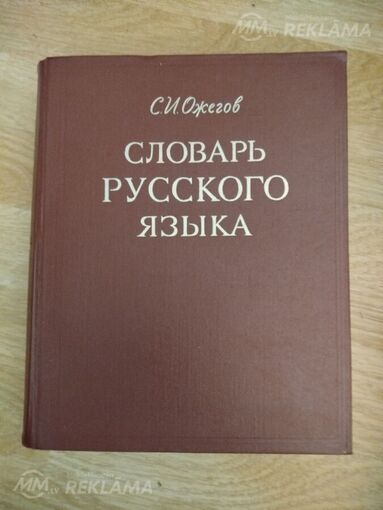 MM.LV REKLĀMA
С.И. Ожегов
СЛОВАРЬ
РУССКОГО
ЯЗЫКА
MM.LV REKLĀMA